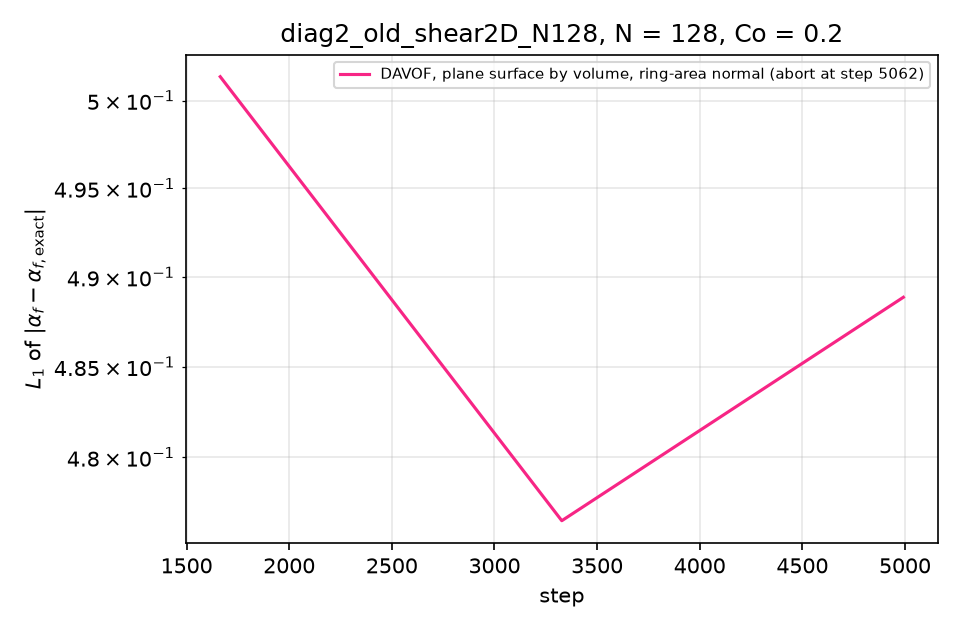 diag2_old_shear2D_N128, N = 128, Co = 0.2
DAVOF, plane surface by volume, ring-area normal (abort at step 5062)
5 × 10⁻¹
4.95 × 10⁻¹
4.9 × 10⁻¹
4.85 × 10⁻¹
4.8 × 10⁻¹
L₁ of |α_f − α_f,exact|
1500 2000 2500 3000 3500 4000 4500 5000
step